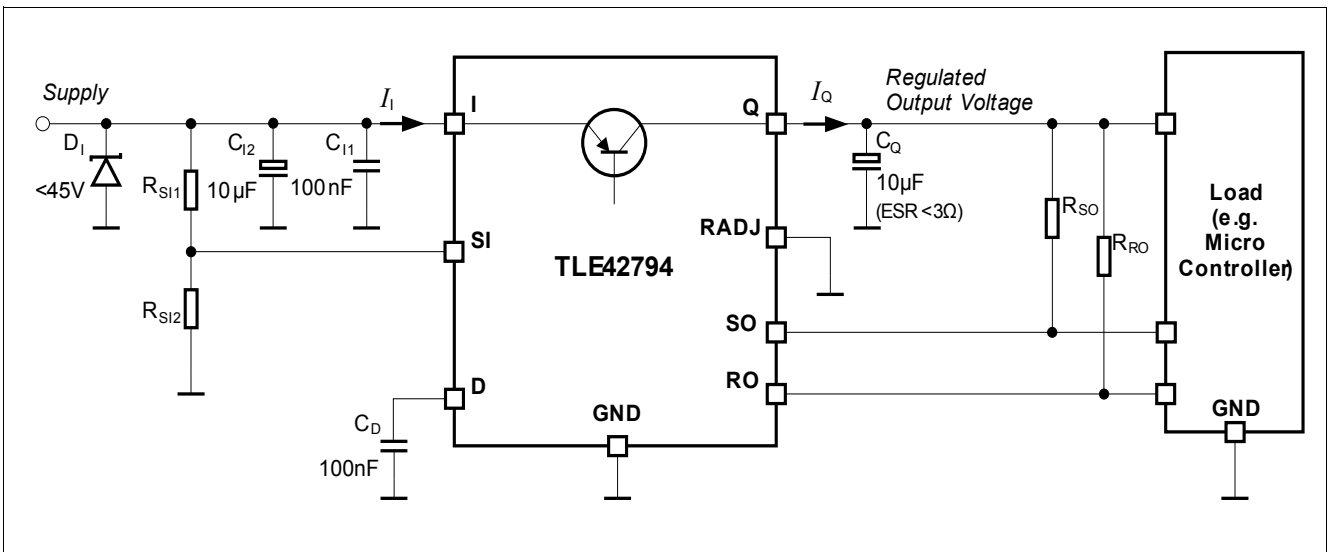 Supply
D_I
<45V
R_SI1
R_SI2
C_I2
10µF
C_I1
100nF
I_I
I
SI
D
C_D
100nF
TLE42794
GND
Q
RADJ
SO
RO
I_Q
Regulated
Output Voltage
C_Q
10µF
(ESR<3Ω)
R_SO
R_RO
Load
(e.g.
Micro
Controller)
GND